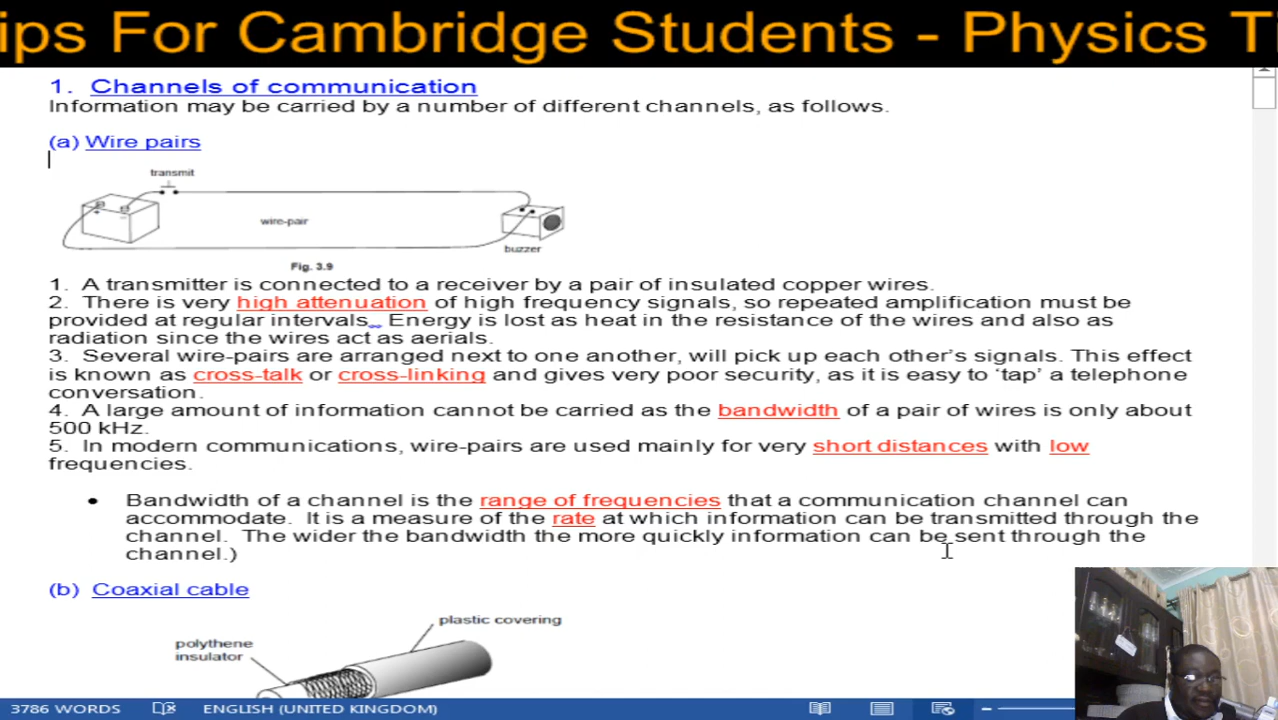 ips For Cambridge Students - Physics Ti
1. Channels of communication
Information may be carried by a number of different channels, as follows.
(a) Wire pairs
transmit
wire-pair
buzzer
Fig. 3.9
1. A transmitter is connected to a receiver by a pair of insulated copper wires.
2. There is very high attenuation of high frequency signals, so repeated amplification must be
provided at regular intervals. Energy is lost as heat in the resistance of the wires and also as
radiation since the wires act as aerials.
3. Several wire-pairs are arranged next to one another, will pick up each other's signals. This effect
is known as cross-talk or cross-linking and gives very poor security, as it is easy to 'tap' a telephone
conversation.
4. A large amount of information cannot be carried as the bandwidth of a pair of wires is only about
500 kHz.
5. In modern communications, wire-pairs are used mainly for very short distances with low
frequencies.
• Bandwidth of a channel is the range of frequencies that a communication channel can
accommodate. It is a measure of the rate at which information can be transmitted through the
channel. The wider the bandwidth the more quickly information can be sent through the
channel.)
(b) Coaxial cable
plastic covering
polythene
insulator
3786 WORDS ENGLISH (UNITED KINGDOM)